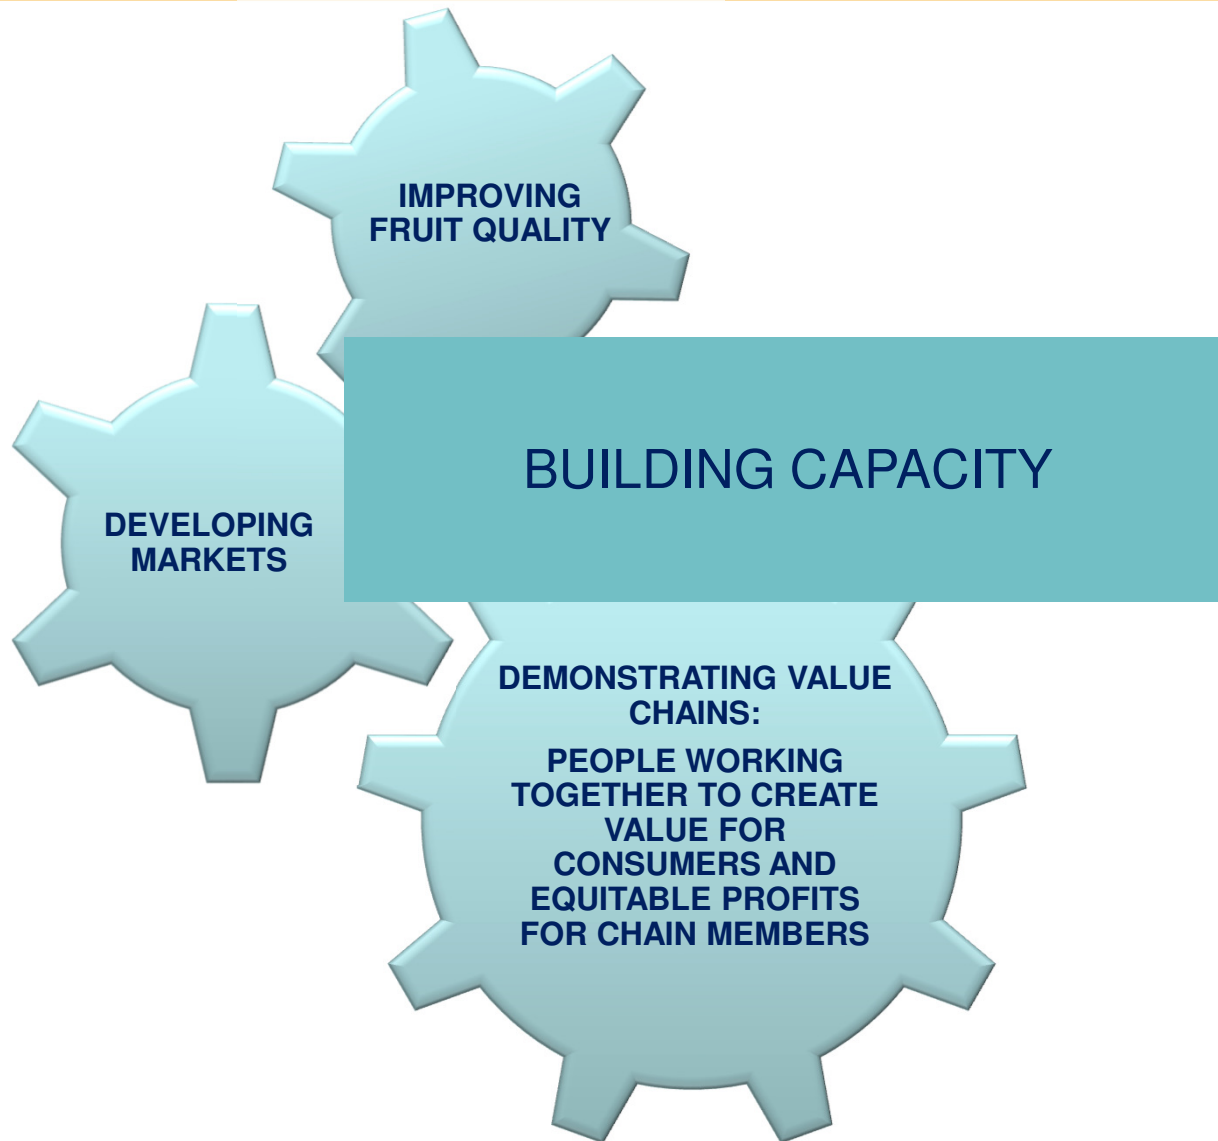 IMPROVING
FRUIT QUALITY
BUILDING CAPACITY
DEVELOPING
MARKETS
DEMONSTRATING VALUE
CHAINS:
PEOPLE WORKING
TOGETHER TO CREATE
VALUE FOR
CONSUMERS AND
EQUITABLE PROFITS
FOR CHAIN MEMBERS